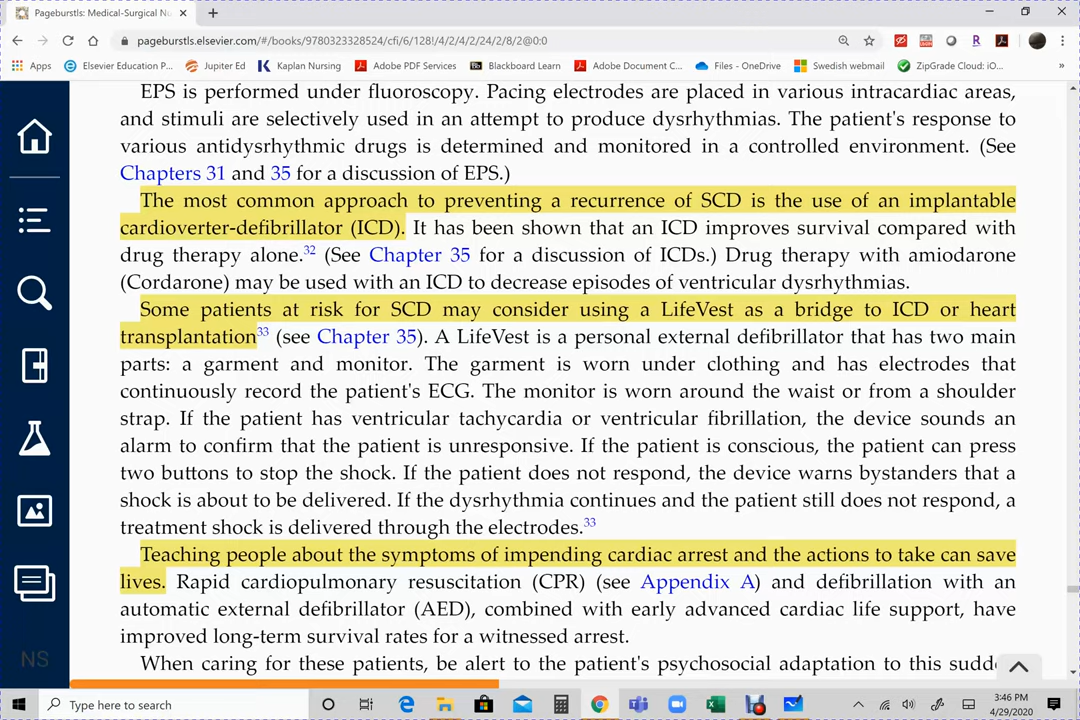 Pageburstls: Medical-Surgical Nu
pageburstls.elsevier.com/#/books/9780323328524/cfi/6/128!/4/2/4/2/24/2/8/2@0:0
Apps Elsevier Education P... Jupiter Ed Kaplan Nursing Adobe PDF Services Blackboard Learn Adobe Document C... Files - OneDrive Swedish webmail ZipGrade Cloud: iO... »
EPS is performed under fluoroscopy. Pacing electrodes are placed in various intracardiac areas,
and stimuli are selectively used in an attempt to produce dysrhythmias. The patient's response to
various antidysrhythmic drugs is determined and monitored in a controlled environment. (See
Chapters 31 and 35 for a discussion of EPS.)
The most common approach to preventing a recurrence of SCD is the use of an implantable
cardioverter-defibrillator (ICD). It has been shown that an ICD improves survival compared with
drug therapy alone.32 (See Chapter 35 for a discussion of ICDs.) Drug therapy with amiodarone
(Cordarone) may be used with an ICD to decrease episodes of ventricular dysrhythmias.
Some patients at risk for SCD may consider using a LifeVest as a bridge to ICD or heart
transplantation33 (see Chapter 35). A LifeVest is a personal external defibrillator that has two main
parts: a garment and monitor. The garment is worn under clothing and has electrodes that
continuously record the patient's ECG. The monitor is worn around the waist or from a shoulder
strap. If the patient has ventricular tachycardia or ventricular fibrillation, the device sounds an
alarm to confirm that the patient is unresponsive. If the patient is conscious, the patient can press
two buttons to stop the shock. If the patient does not respond, the device warns bystanders that a
shock is about to be delivered. If the dysrhythmia continues and the patient still does not respond, a
treatment shock is delivered through the electrodes.33
Teaching people about the symptoms of impending cardiac arrest and the actions to take can save
lives. Rapid cardiopulmonary resuscitation (CPR) (see Appendix A) and defibrillation with an
automatic external defibrillator (AED), combined with early advanced cardiac life support, have
improved long-term survival rates for a witnessed arrest.
When caring for these patients, be alert to the patient's psychosocial adaptation to this sudd
NS
Type here to search
3:46 PM
4/29/2020